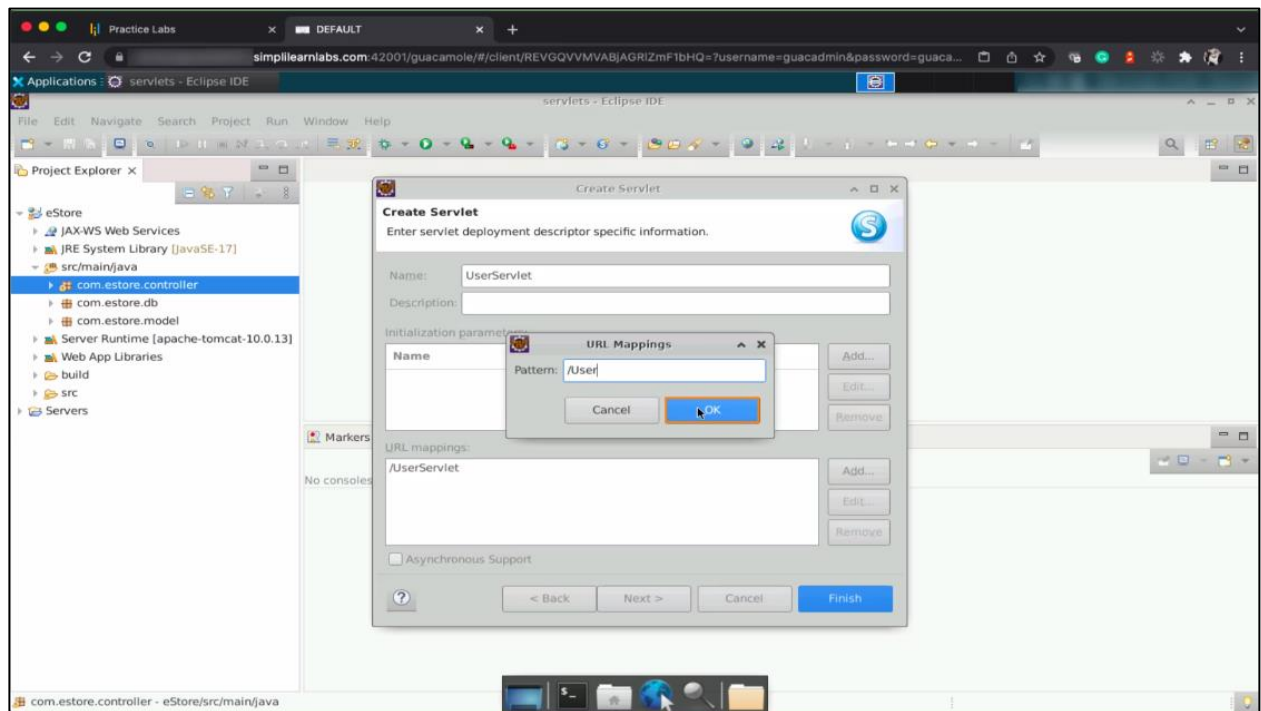 Practice Labs
DEFAULT
simplilearnlabs.com:42001/guacamole/#/client/REVGQVVMVABjAGRlZmF1bHQ=?username=guacadmin&password=guaca...
Applications
servlets - Eclipse IDE
servlets - Eclipse IDE
File Edit Navigate Search Project Run Window Help
Project Explorer
eStore
JAX-WS Web Services
JRE System Library [JavaSE-17]
src/main/java
com.estore.controller
com.estore.db
com.estore.model
Server Runtime [apache-tomcat-10.0.13]
Web App Libraries
build
src
Servers
Markers
No consoles
Create Servlet
Create Servlet
Enter servlet deployment descriptor specific information.
S
Name: UserServlet
Description:
Initialization
Name
Add...
Edit...
Remove
URL Mappings
Pattern: /User
Cancel OK
URL mappings:
/UserServlet
Add...
Edit...
Remove
Asynchronous Support
? < Back Next > Cancel Finish
com.estore.controller - eStore/src/main/java